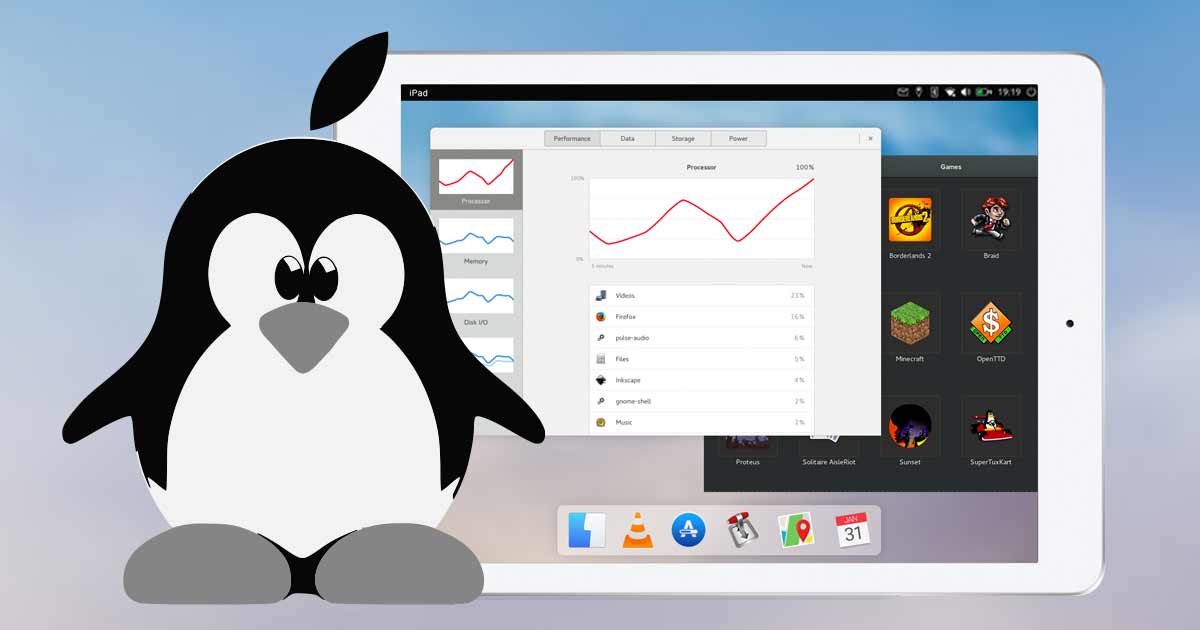 iPad
19:19
Performance Data Storage Power ×
Processor
Memory
Disk I/O
Processor 100%
100%
0%
5 minutes Now
Videos 23%
Firefox 16%
pulse-audio 6%
Files 5%
Inkscape 4%
gnome-shell 2%
Music 2%
Games
Borderlands 2 Braid
Minecraft OpenTTD
Proteus Solitaire AisleRiot Sunset SuperTuxKart
JAN
31